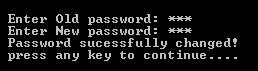 Enter Old password: ***
Enter New password: ***
Password sucessfully changed!
press any key to continue....